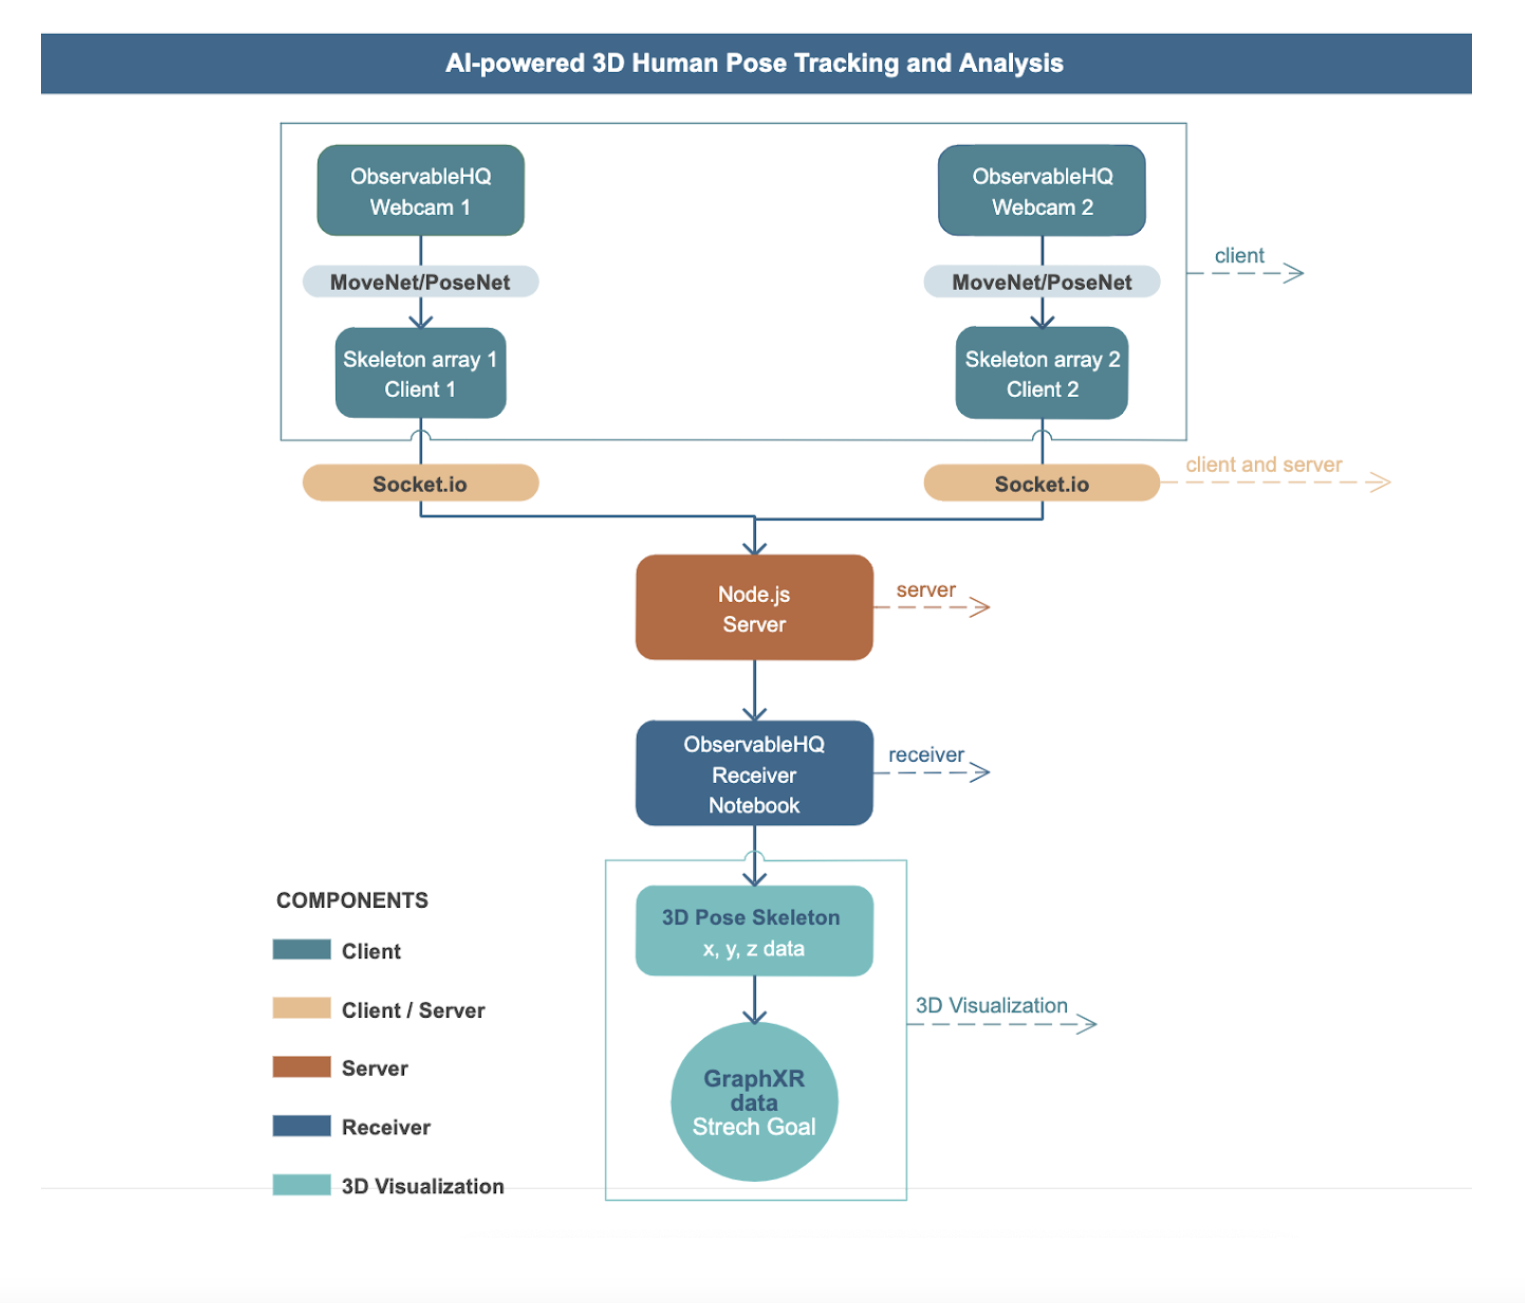 AI-powered 3D Human Pose Tracking and Analysis
ObservableHQ
Webcam 1
ObservableHQ
Webcam 2
client
MoveNet/PoseNet
MoveNet/PoseNet
Skeleton array 1
Client 1
Skeleton array 2
Client 2
client and server
Socket.io
Socket.io
Node.js
Server
server
ObservableHQ
Receiver
Notebook
receiver
3D Pose Skeleton
x, y, z data
3D Visualization
GraphXR
data
Strech Goal
COMPONENTS
Client
Client / Server
Server
Receiver
3D Visualization